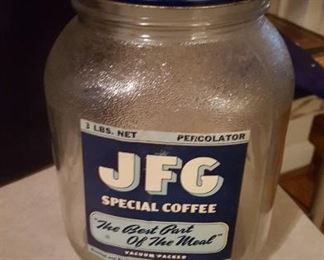 3 LBS. NET PERCOLATOR
JFG
SPECIAL COFFEE
"The Best Part
Of The Meal"
VACUUM PACKED